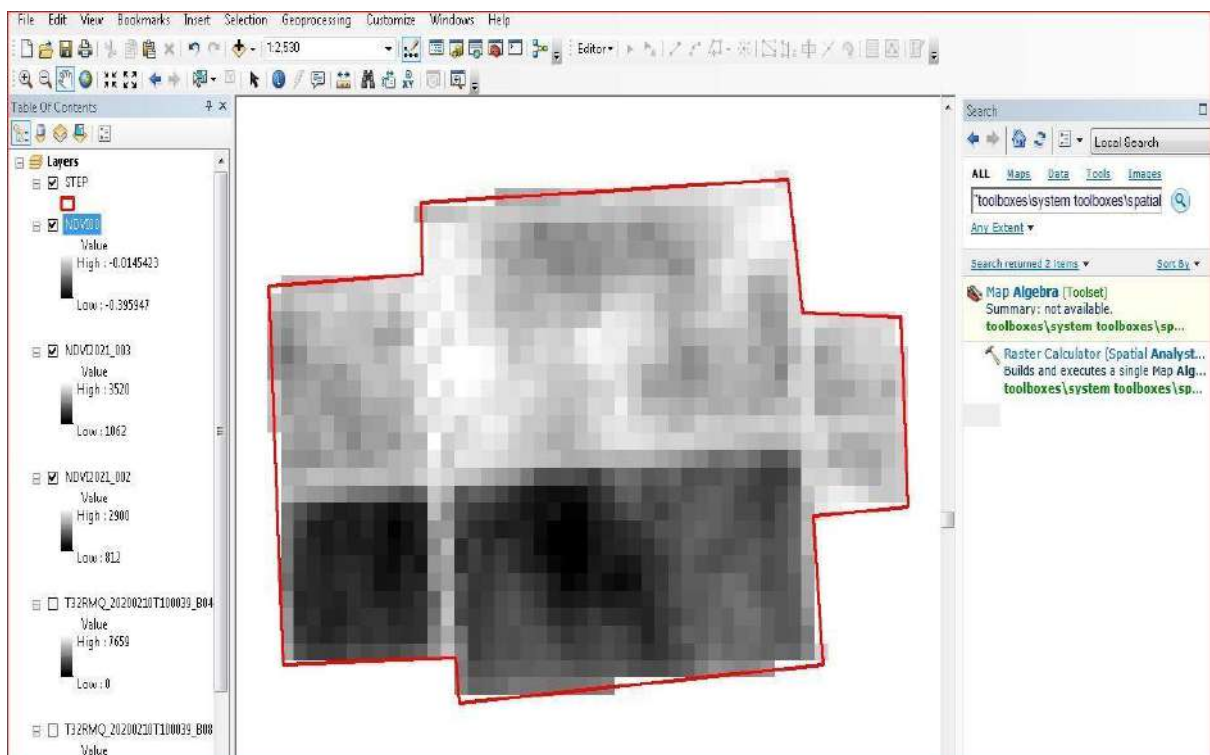 File Edit View Bookmarks Insert Selection Geoprocessing Customize Windows Help
1:2,530
Editor
Table Of Contents
Layers
STEP
NDVI00
Value
High : -0.0145423
Low : -0.395947
NDVI2021_003
Value
High : 3520
Low : 1062
NDVI2021_002
Value
High : 2900
Low : 812
T32RMQ_20200210T100039_B04
Value
High : 7659
Low : 0
T32RMQ_20200210T100039_B08
Value
Search
Local Search
ALL Maps Data Tools Images
"toolboxes\system toolboxes\spatial
Any Extent
Search returned 2 items Sort By
Map Algebra (Toolset)
Summary: not available.
toolboxes\system toolboxes\sp...
Raster Calculator (Spatial Analyst...
Builds and executes a single Map Alg...
toolboxes\system toolboxes\sp...